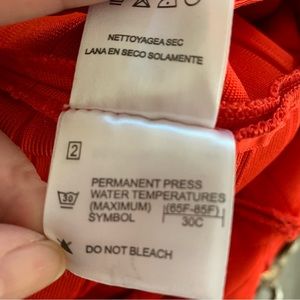 NETTOYAGEA SEC
LANA EN SECO SOLAMENTE
2
30
PERMANENT PRESS
WATER TEMPERATURES
(MAXIMUM) (65F-85F)
SYMBOL 30C
DO NOT BLEACH